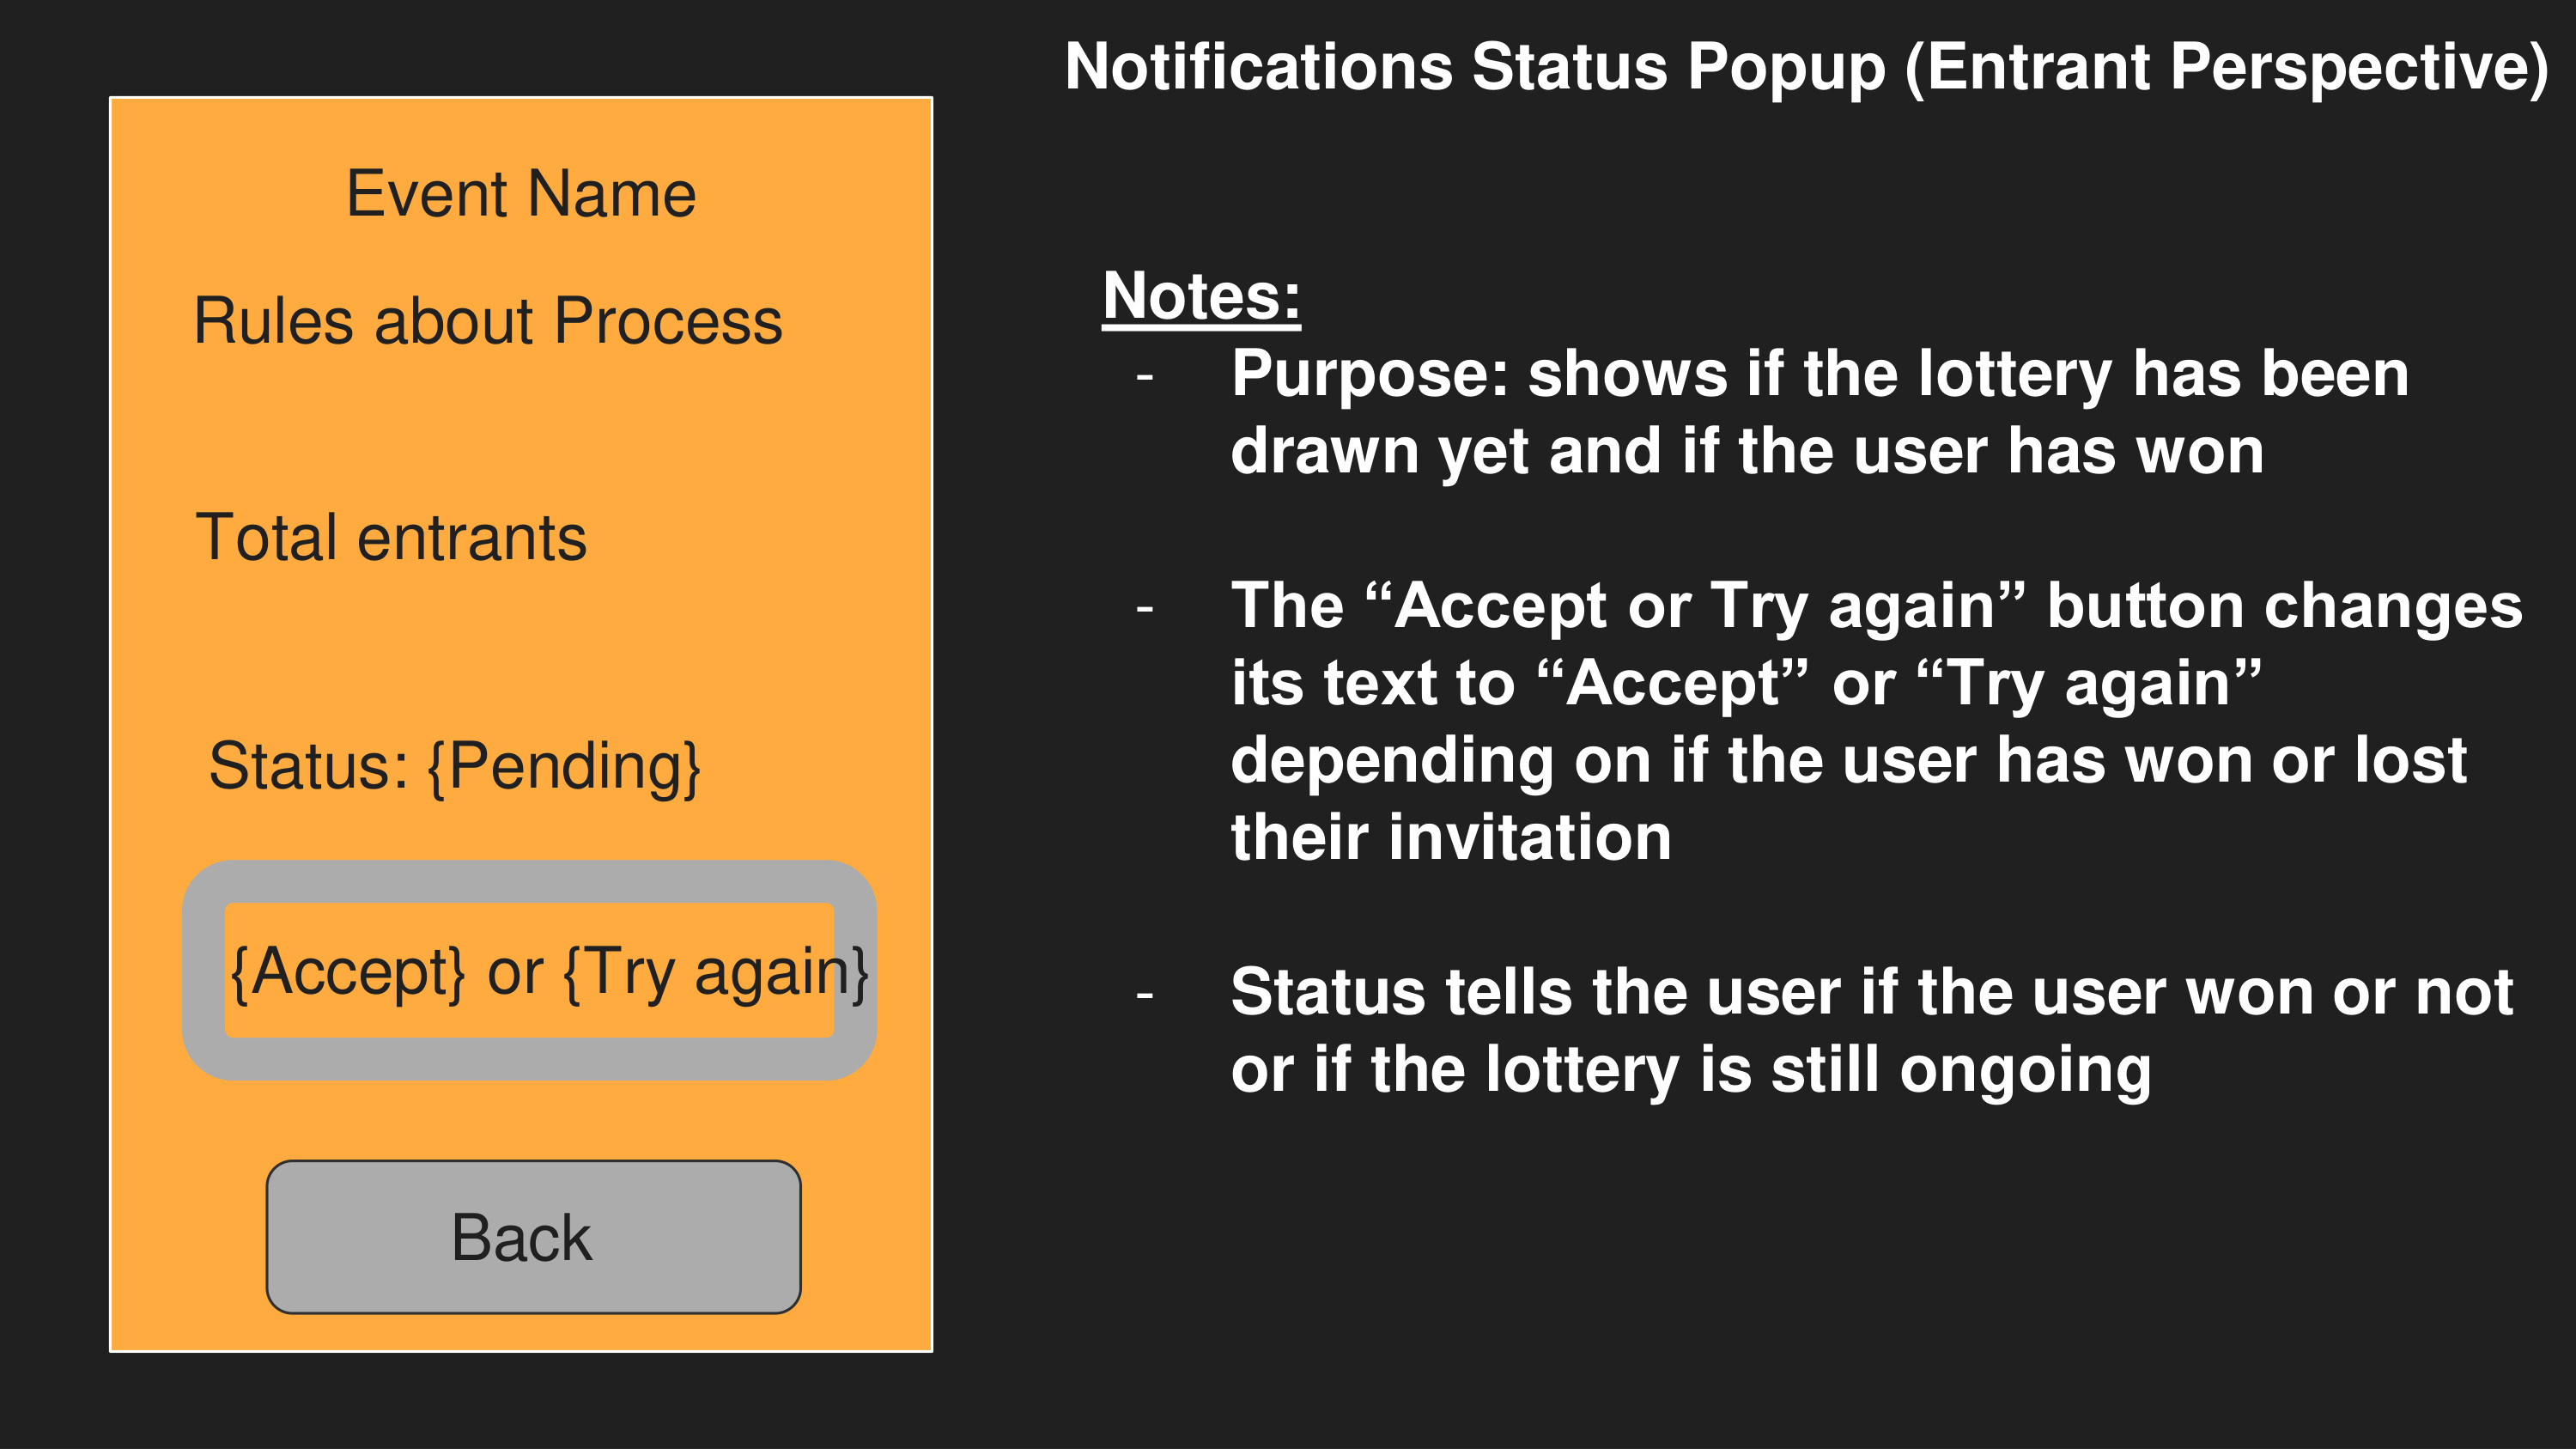 Notifications Status Popup (Entrant Perspective)
Event Name
Rules about Process
Total entrants
Status: {Pending}
{Accept} or {Try again}
Back
Notes:
- Purpose: shows if the lottery has been
drawn yet and if the user has won
- The “Accept or Try again” button changes
its text to “Accept” or “Try again”
depending on if the user has won or lost
their invitation
- Status tells the user if the user won or not
or if the lottery is still ongoing